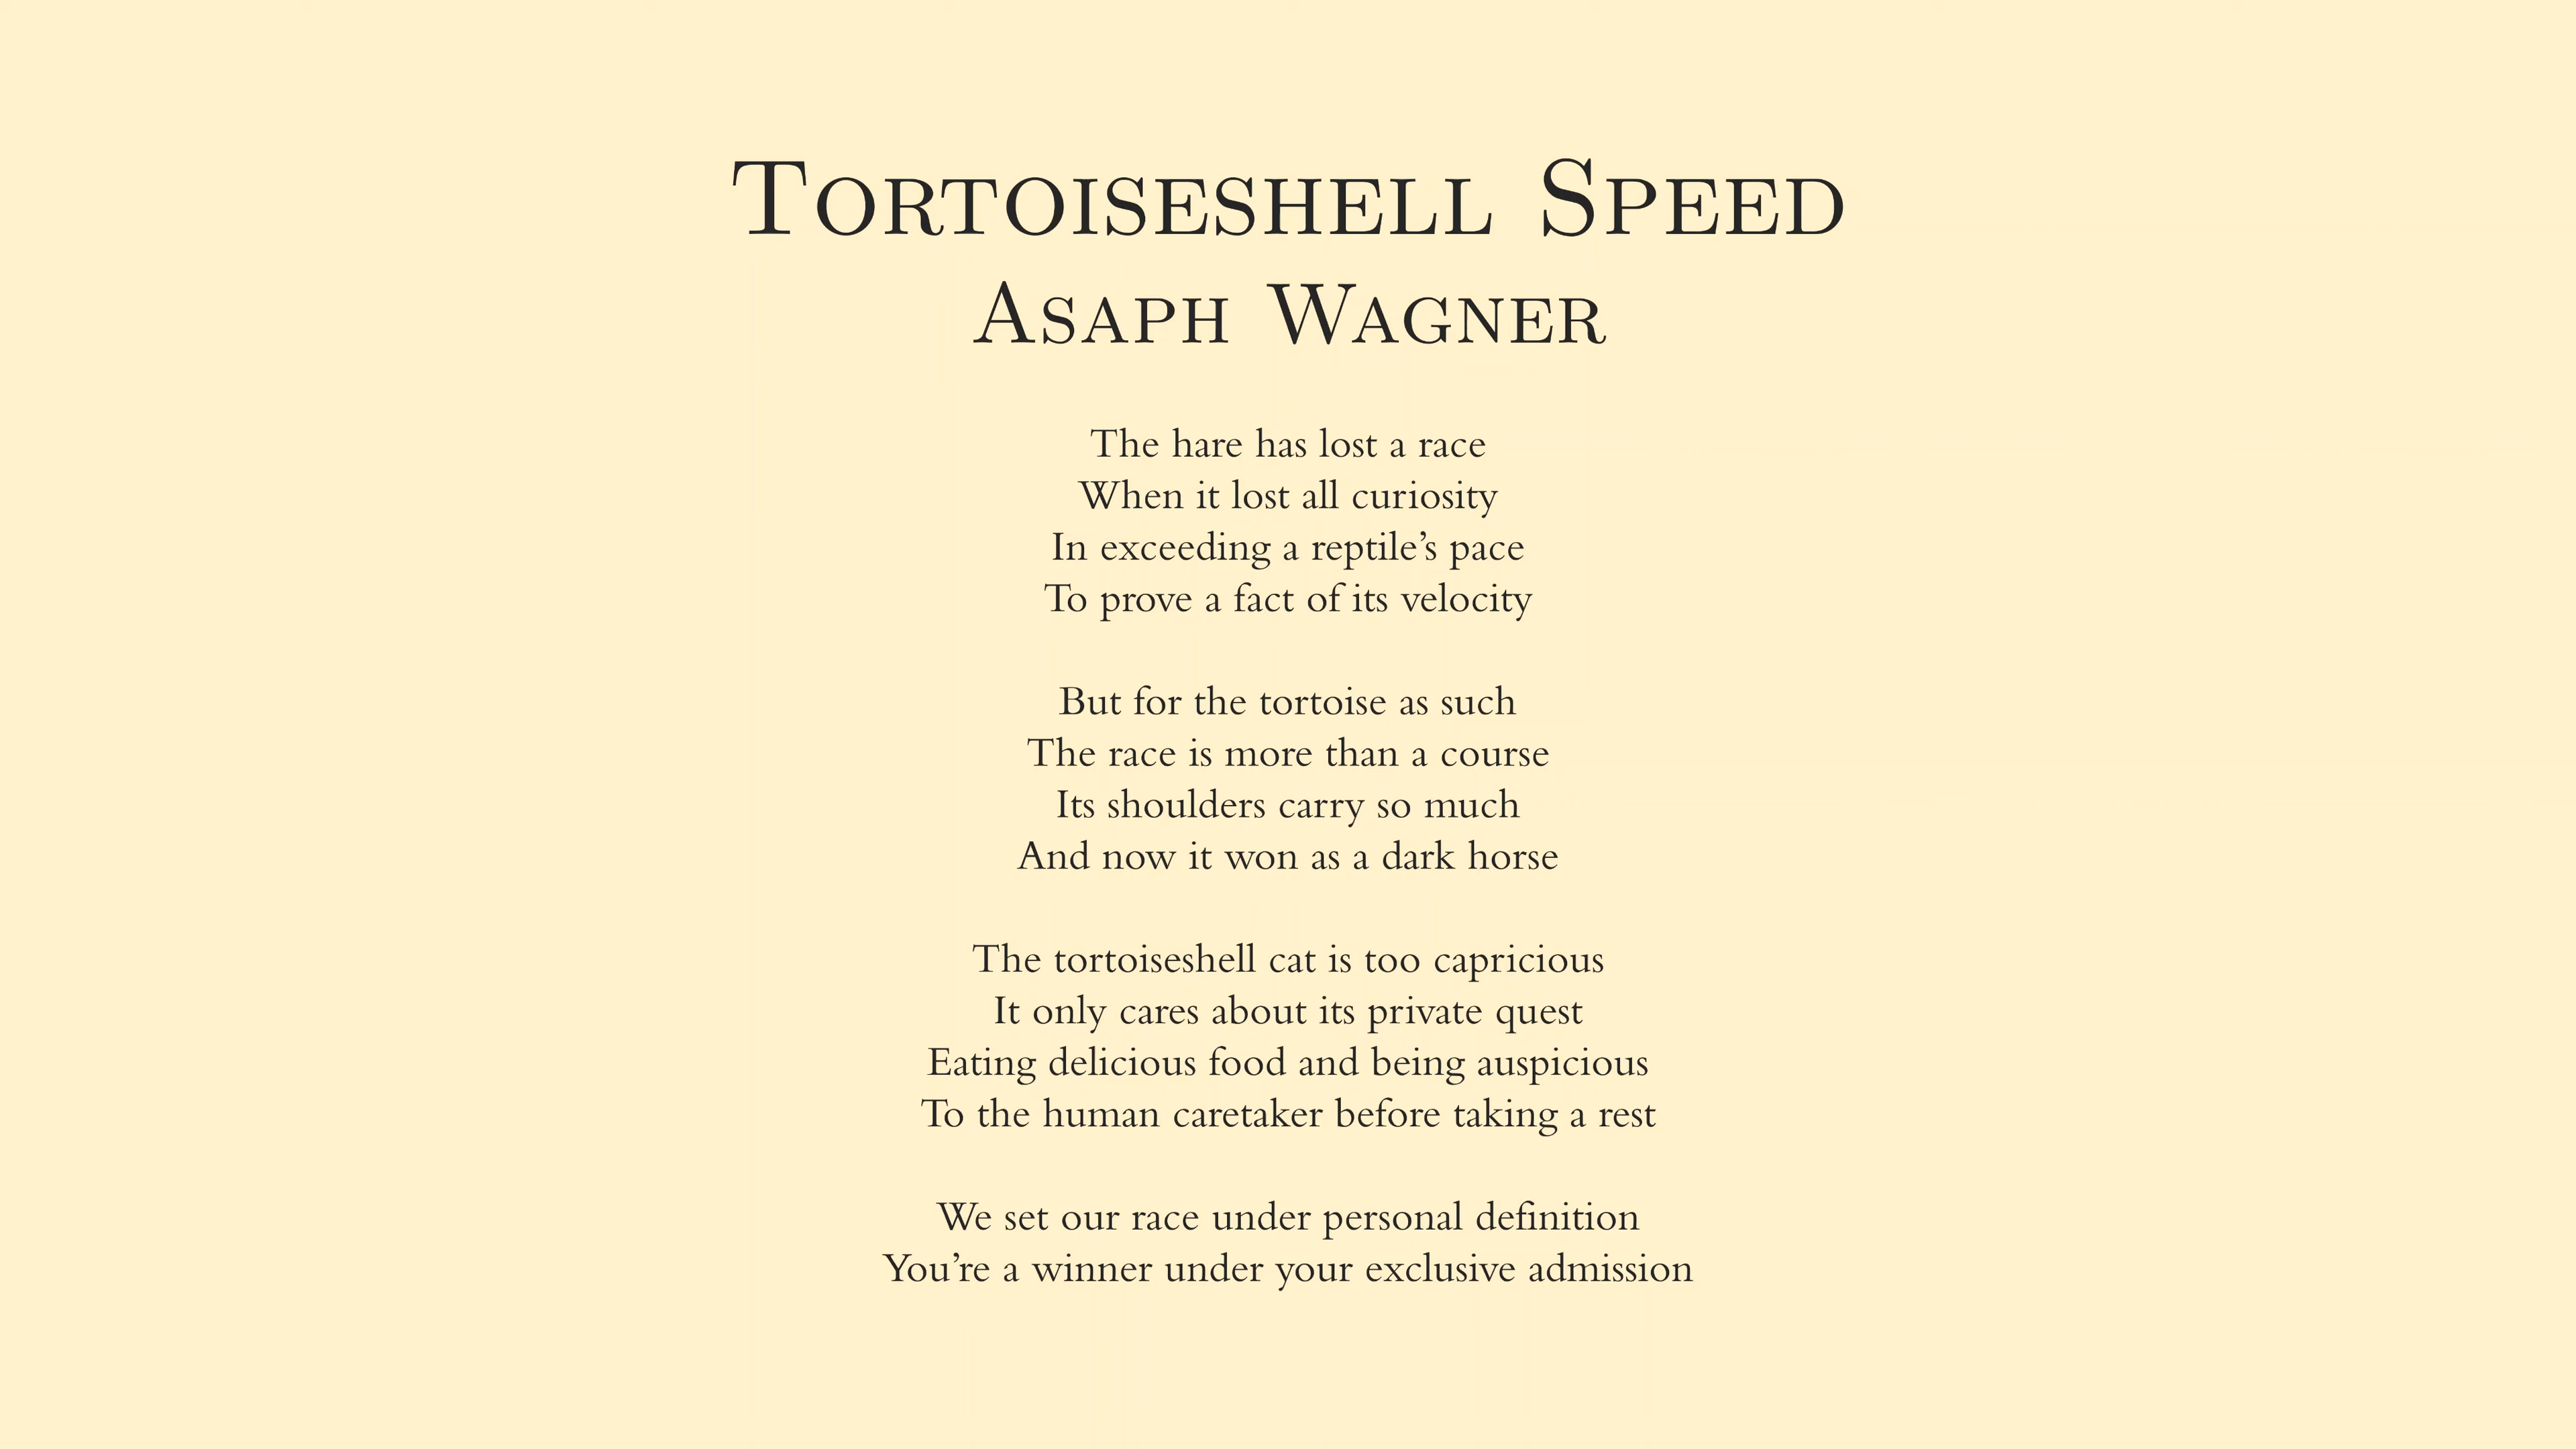 Tortoiseshell Speed
Asaph Wagner
The hare has lost a race
When it lost all curiosity
In exceeding a reptile’s pace
To prove a fact of its velocity
But for the tortoise as such
The race is more than a course
Its shoulders carry so much
And now it won as a dark horse
The tortoiseshell cat is too capricious
It only cares about its private quest
Eating delicious food and being auspicious
To the human caretaker before taking a rest
We set our race under personal definition
You’re a winner under your exclusive admission